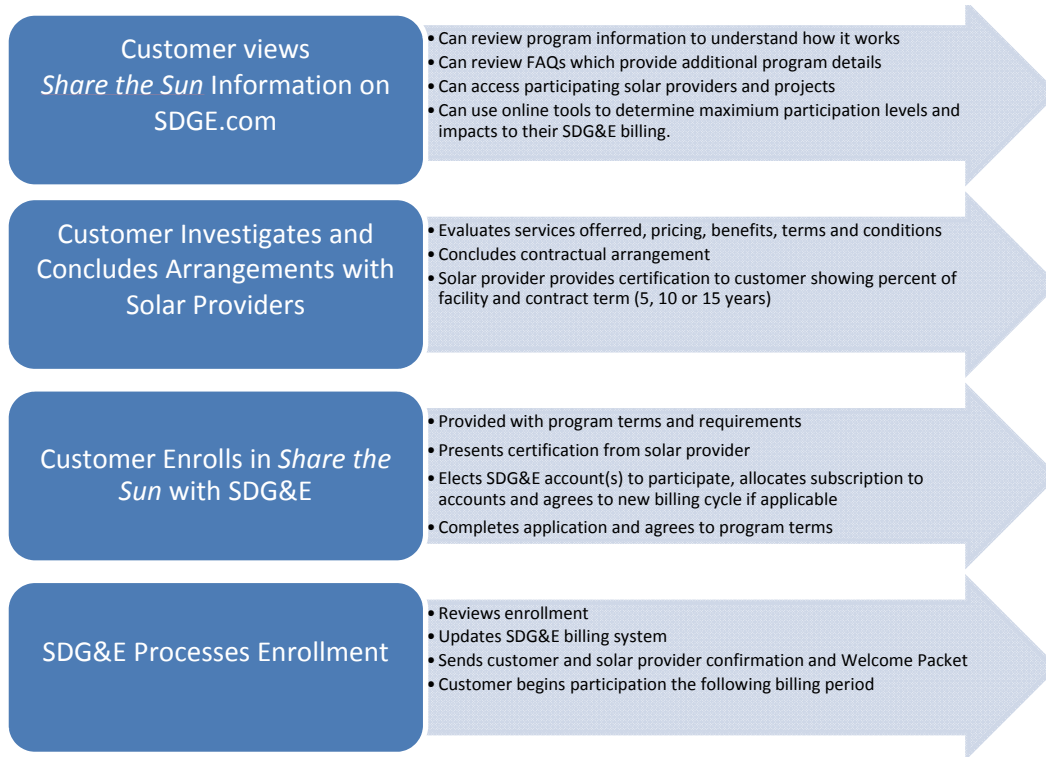 Customer views
Share the Sun Information on
SDGE.com
• Can review program information to understand how it works
• Can review FAQs which provide additional program details
• Can access participating solar providers and projects
• Can use online tools to determine maximium participation levels and
impacts to their SDG&E billing.
Customer Investigates and
Concludes Arrangements with
Solar Providers
• Evaluates services offerred, pricing, benefits, terms and conditions
• Concludes contractual arrangement
• Solar provider provides certification to customer showing percent of
facility and contract term (5, 10 or 15 years)
Customer Enrolls in Share the
Sun with SDG&E
• Provided with program terms and requirements
• Presents certification from solar provider
• Elects SDG&E account(s) to participate, allocates subscription to
accounts and agrees to new billing cycle if applicable
• Completes application and agrees to program terms
SDG&E Processes Enrollment
• Reviews enrollment
• Updates SDG&E billing system
• Sends customer and solar provider confirmation and Welcome Packet
• Customer begins participation the following billing period